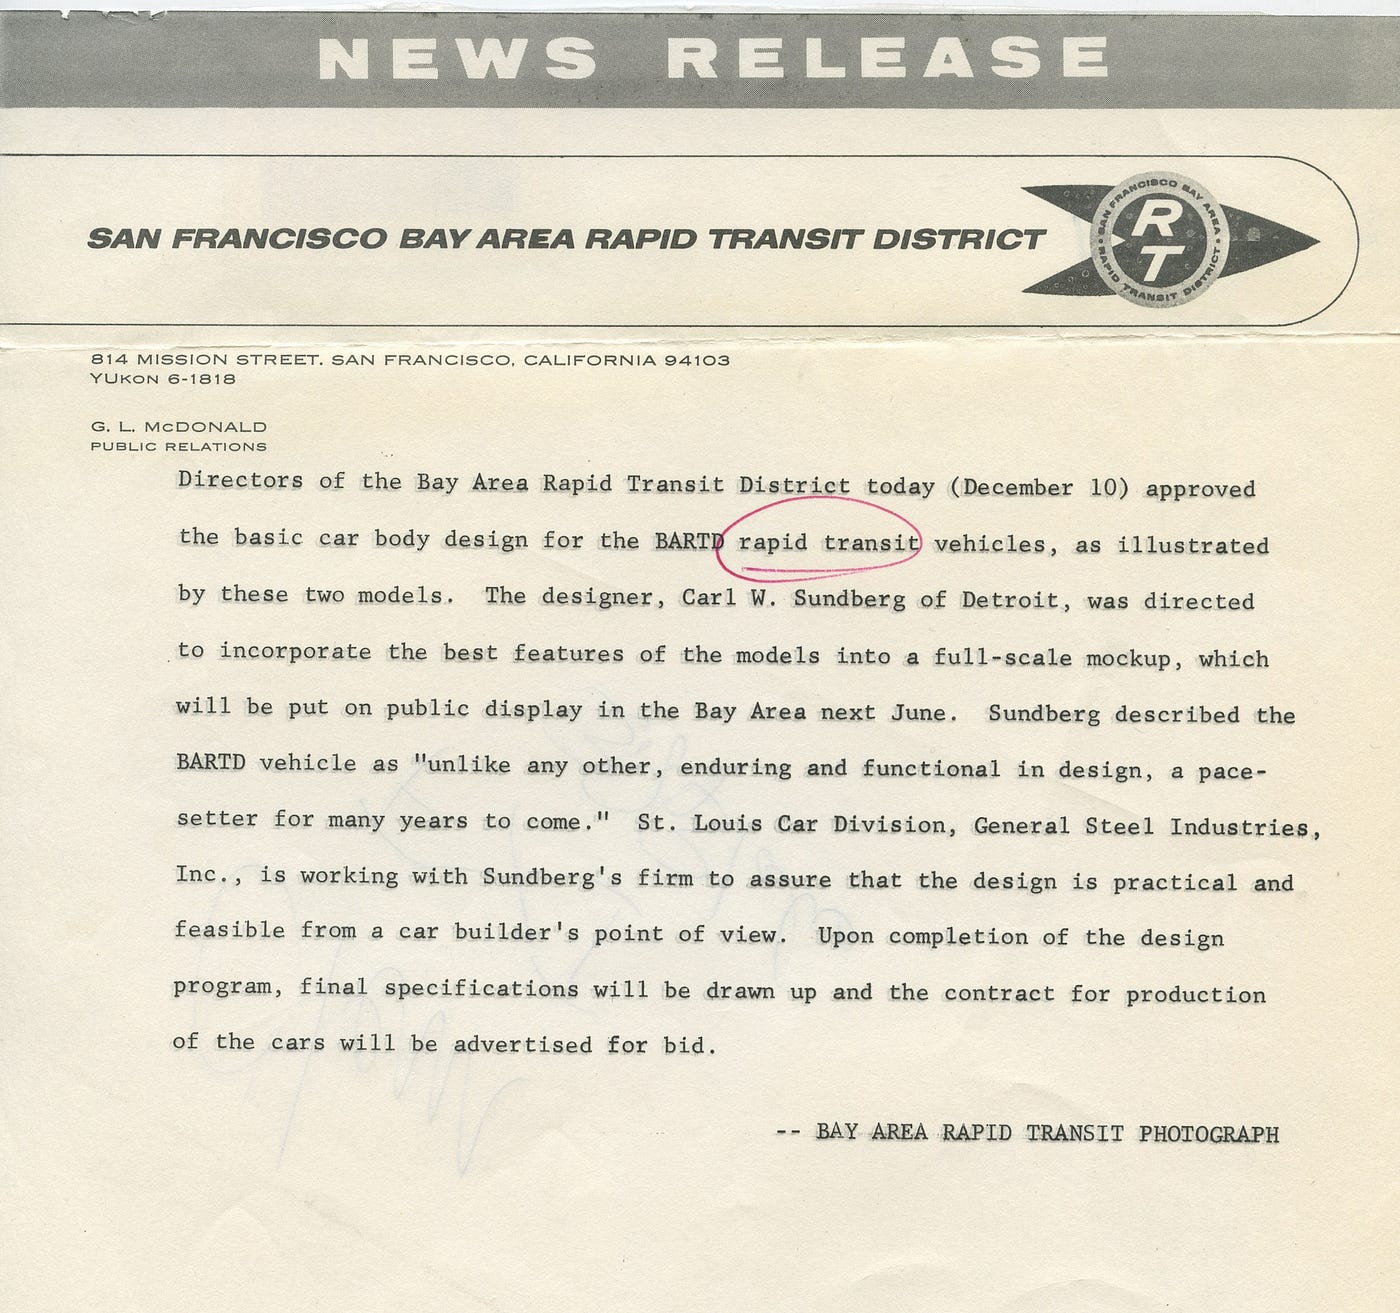 NEWS RELEASE
SAN FRANCISCO BAY AREA RAPID TRANSIT DISTRICT
SAN FRANCISCO BAY AREA
RT
RAPID TRANSIT DISTRICT
814 MISSION STREET. SAN FRANCISCO, CALIFORNIA 94103
YUKON 6-1818
G. L. McDONALD
PUBLIC RELATIONS
Directors of the Bay Area Rapid Transit District today (December 10) approved
the basic car body design for the BARTD rapid transit vehicles, as illustrated
by these two models. The designer, Carl W. Sundberg of Detroit, was directed
to incorporate the best features of the models into a full-scale mockup, which
will be put on public display in the Bay Area next June. Sundberg described the
BARTD vehicle as "unlike any other, enduring and functional in design, a pace-
setter for many years to come." St. Louis Car Division, General Steel Industries,
Inc., is working with Sundberg's firm to assure that the design is practical and
feasible from a car builder's point of view. Upon completion of the design
program, final specifications will be drawn up and the contract for production
of the cars will be advertised for bid.
-- BAY AREA RAPID TRANSIT PHOTOGRAPH